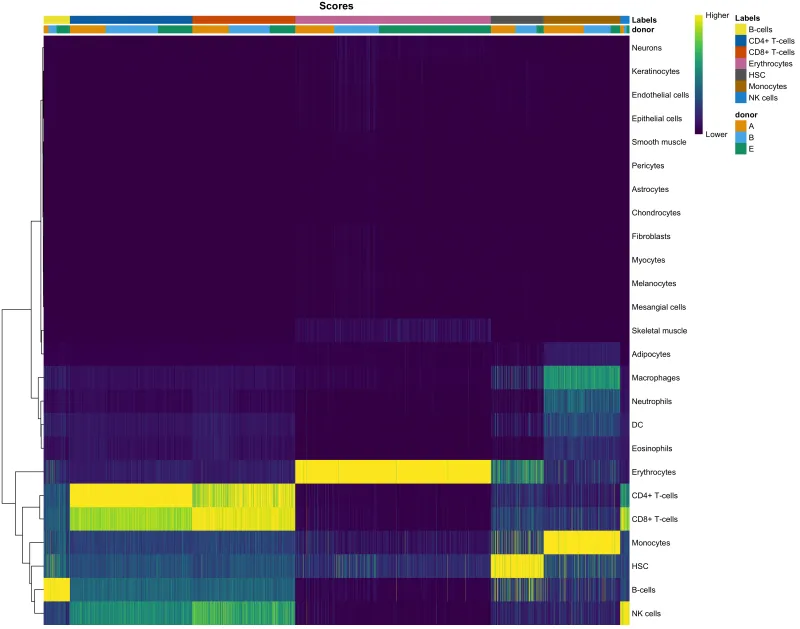 Scores
Labels
donor
Neurons
Keratinocytes
Endothelial cells
Epithelial cells
Smooth muscle
Pericytes
Astrocytes
Chondrocytes
Fibroblasts
Myocytes
Melanocytes
Mesangial cells
Skeletal muscle
Adipocytes
Macrophages
Neutrophils
DC
Eosinophils
Erythrocytes
CD4+ T-cells
CD8+ T-cells
Monocytes
HSC
B-cells
NK cells
Higher
Lower
Labels
B-cells
CD4+ T-cells
CD8+ T-cells
Erythrocytes
HSC
Monocytes
NK cells
donor
A
B
E